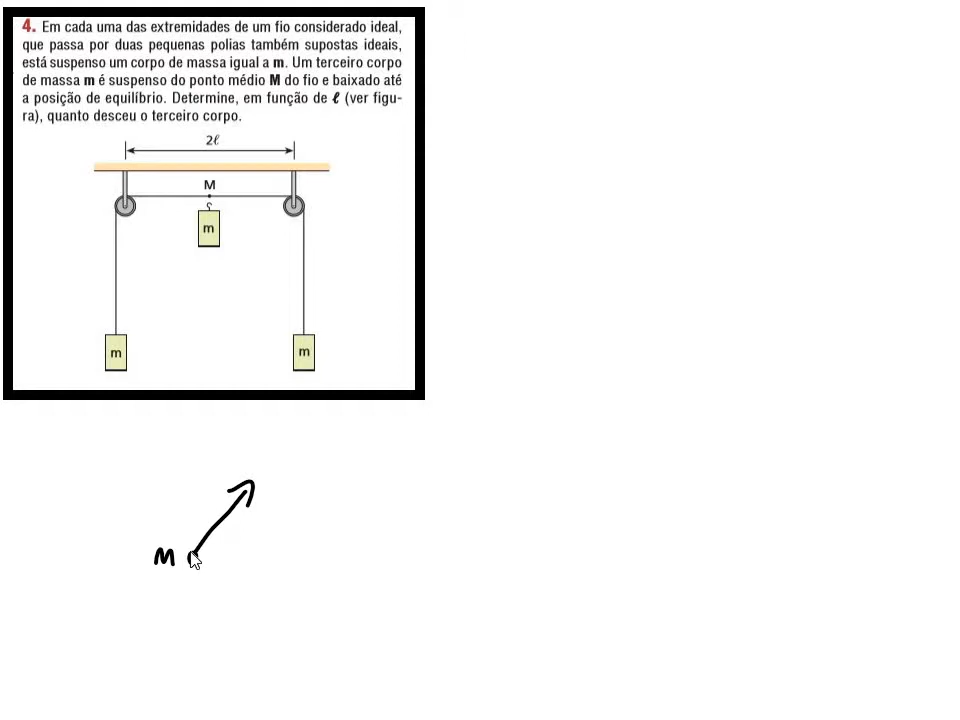 4. Em cada uma das extremidades de um fio considerado ideal,
que passa por duas pequenas polias também supostas ideais,
está suspenso um corpo de massa igual a m. Um terceiro corpo
de massa m é suspenso do ponto médio M do fio e baixado até
a posição de equilíbrio. Determine, em função de ℓ (ver figu-
ra), quanto desceu o terceiro corpo.
2ℓ
M
m
m
m
M